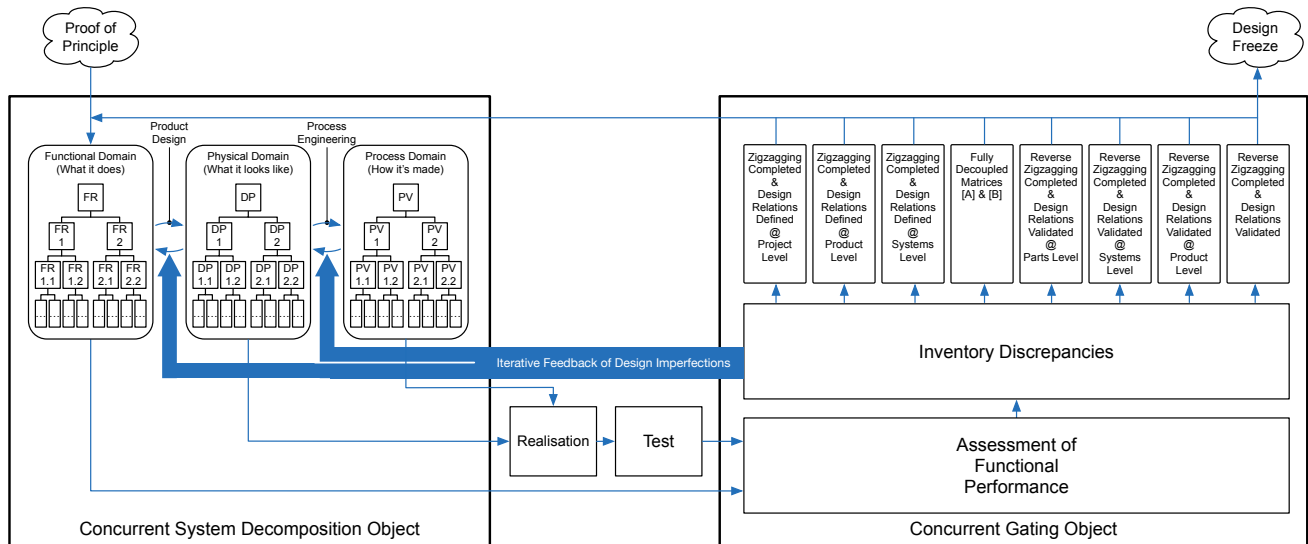 Proof of
Principle
Design
Freeze
Product
Design
Process
Engineering
Functional Domain
(What it does)
FR
FR
1
FR
2
FR
1.1
FR
1.2
FR
2.1
FR
2.2
Physical Domain
(What it looks like)
DP
DP
1
DP
2
DP
1.1
DP
1.2
DP
2.1
DP
2.2
Process Domain
(How it's made)
PV
PV
1
PV
2
PV
1.1
PV
1.2
PV
2.1
PV
2.2
Zigzagging
Completed
&
Design
Relations
Defined
@
Project
Level
Zigzagging
Completed
&
Design
Relations
Defined
@
Product
Level
Zigzagging
Completed
&
Design
Relations
Defined
@
Systems
Level
Fully
Decoupled
Matrices
[A] & [B]
Reverse
Zigzagging
Completed
&
Design
Relations
Validated
@
Parts Level
Reverse
Zigzagging
Completed
&
Design
Relations
Validated @
Systems
Level
Reverse
Zigzagging
Completed
&
Design
Relations
Validated @
Product
Level
Reverse
Zigzagging
Completed
&
Design
Relations
Validated
Iterative Feedback of Design Imperfections
Inventory Discrepancies
Realisation
Test
Assessment of
Functional
Performance
Concurrent System Decomposition Object
Concurrent Gating Object